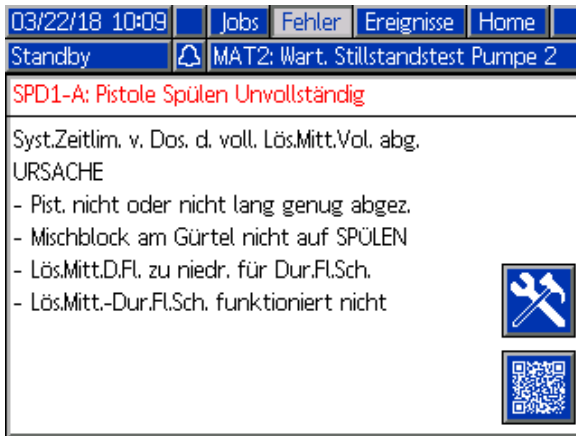 03/22/18 10:09 Jobs Fehler Ereignisse Home
Standby MAT2: Wart. Stillstandstest Pumpe 2
SPD1-A: Pistole Spülen Unvollständig
Syst.Zeitlim. v. Dos. d. voll. Lös.Mitt.Vol. abg.
URSACHE
- Pist. nicht oder nicht lang genug abgez.
- Mischblock am Gürtel nicht auf SPÜLEN
- Lös.Mitt.D.Fl. zu niedr. für Dur.Fl.Sch.
- Lös.Mitt.-Dur.Fl.Sch. funktioniert nicht